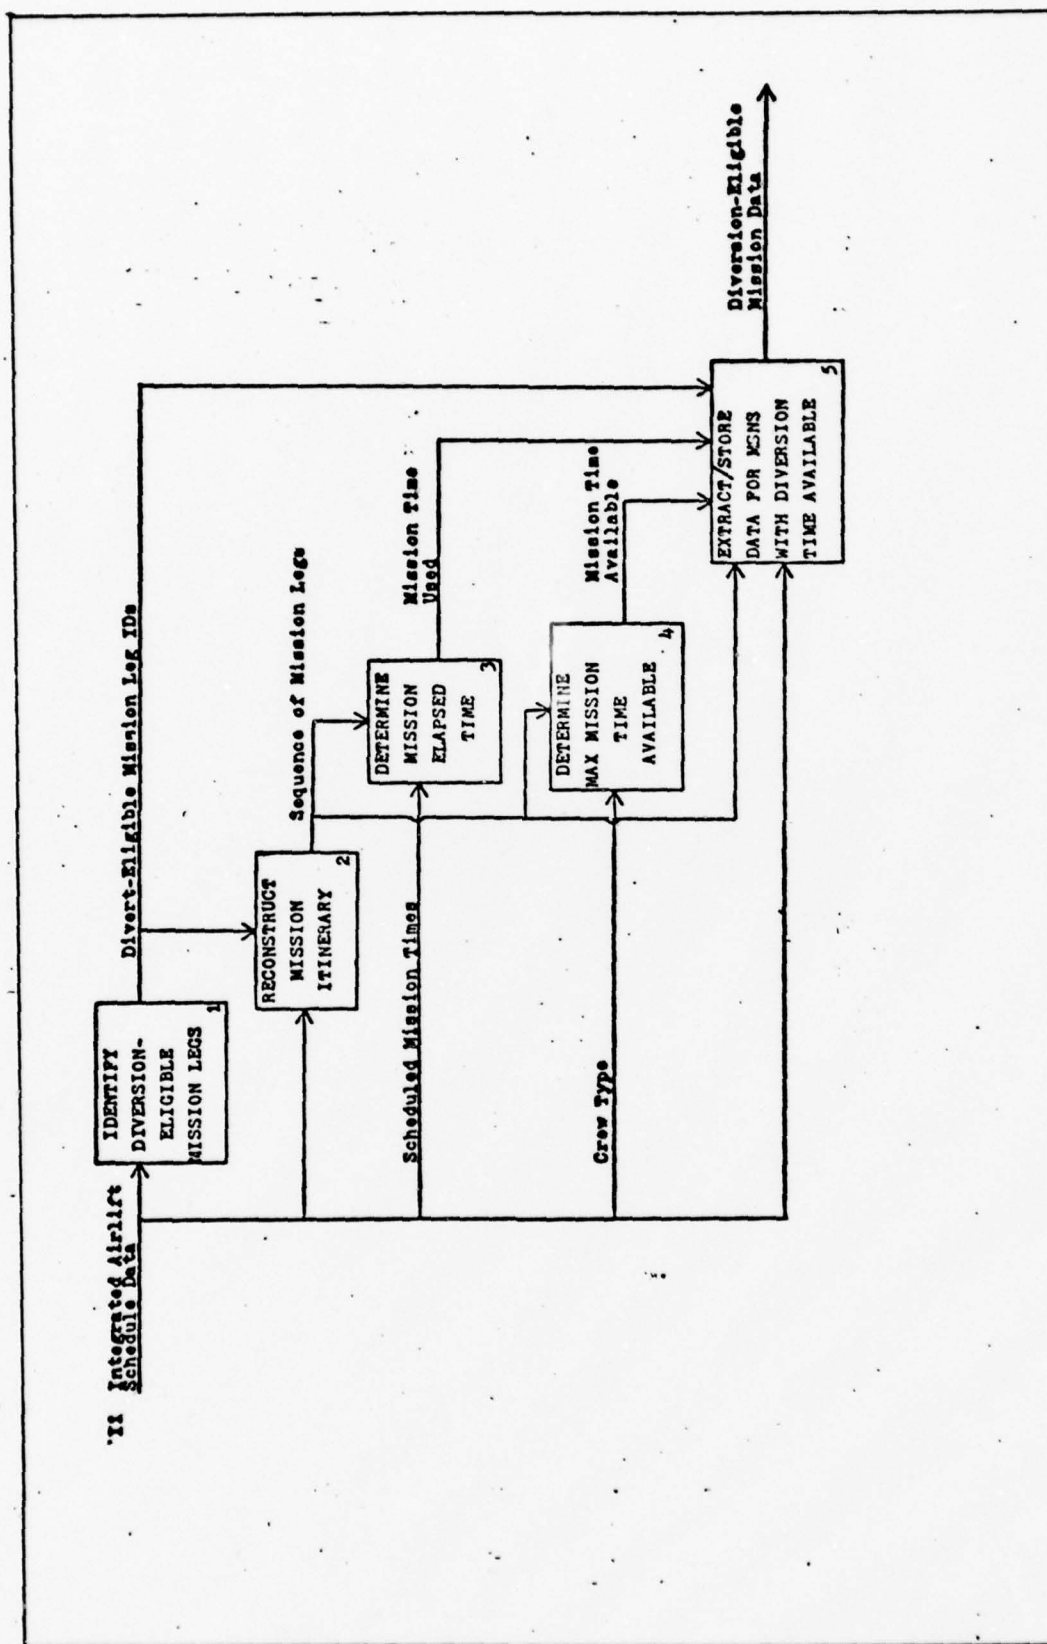 I1 Integrated Airlift
Schedule Data
IDENTIFY
DIVERSION-
ELIGIBLE
MISSION LEGS
1
Divert-Eligible Mission Leg IDs
RECONSTRUCT
MISSION
ITINERARY
2
Sequence of Mission Legs
Scheduled Mission Times
DETERMINE
MISSION
ELAPSED
TIME
3
Mission Time
Used
Crew Type
DETERMINE
MAX MISSION
TIME
AVAILABLE
4
Mission Time
Available
EXTRACT/STORE
DATA FOR MSNS
WITH DIVERSION
TIME AVAILABLE
5
Diversion-Eligible
Mission Data